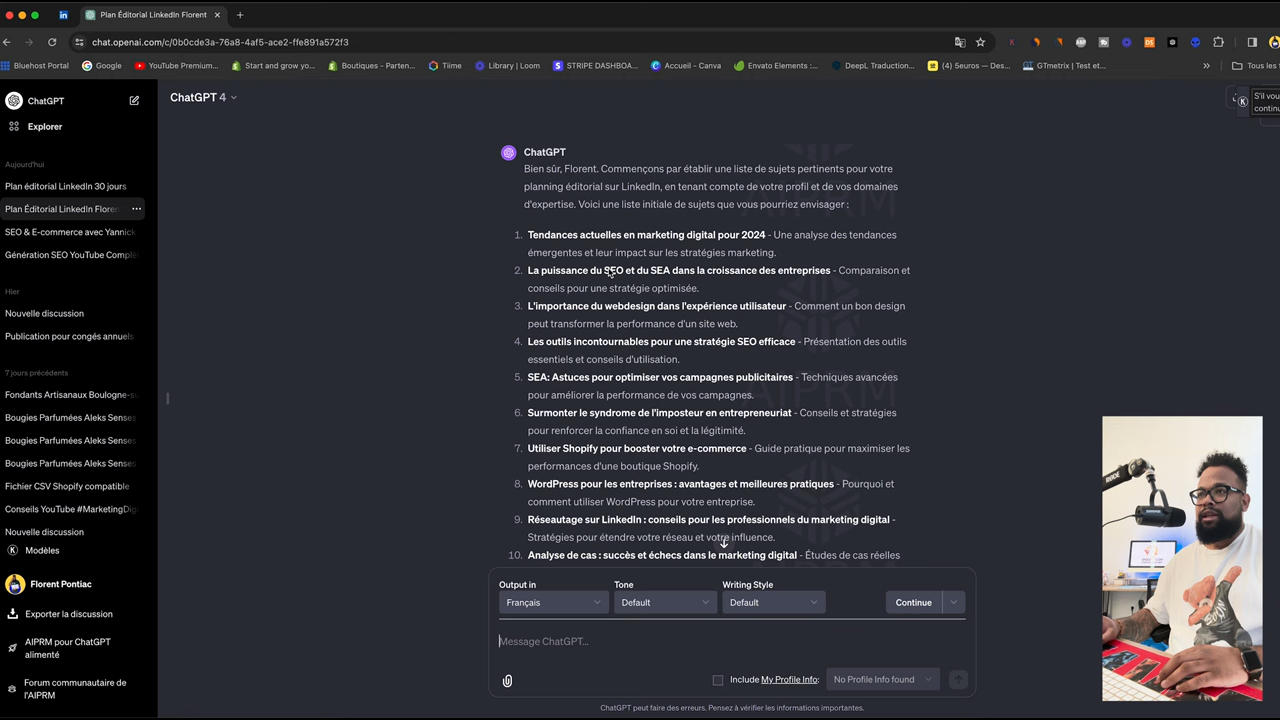 Plan Éditorial LinkedIn Florent
chat.openai.com/c/0b0cde3a-76a8-4af5-ace2-ffe891a572f3
Bluehost Portal
Google
YouTube Premium...
Start and grow yo...
Boutiques - Parten...
Tiime
Library | Loom
STRIPE DASHBOA...
Accueil - Canva
Envato Elements :...
DeepL Traduction...
(4) 5euros — Des...
GTmetrix | Test et...
Tous les
ChatGPT
Explorer
Aujourd'hui
Plan éditorial LinkedIn 30 jours
Plan Éditorial LinkedIn Floren
SEO & E-commerce avec Yannick
Génération SEO YouTube Complè
Hier
Nouvelle discussion
Publication pour congés annuels
7 jours précédents
Fondants Artisanaux Boulogne-su
Bougies Parfumées Aleks Senses
Bougies Parfumées Aleks Senses
Bougies Parfumées Aleks Senses
Fichier CSV Shopify compatible
Conseils YouTube #MarketingDig
Nouvelle discussion
Modèles
Florent Pontiac
Exporter la discussion
AIPRM pour ChatGPT
alimenté
Forum communautaire de
l'AIPRM
ChatGPT 4
S'il vou
continu
ChatGPT
Bien sûr, Florent. Commençons par établir une liste de sujets pertinents pour votre
planning éditorial sur LinkedIn, en tenant compte de votre profil et de vos domaines
d'expertise. Voici une liste initiale de sujets que vous pourriez envisager :
1. Tendances actuelles en marketing digital pour 2024 - Une analyse des tendances
émergentes et leur impact sur les stratégies marketing.
2. La puissance du SEO et du SEA dans la croissance des entreprises - Comparaison et
conseils pour une stratégie optimisée.
3. L'importance du webdesign dans l'expérience utilisateur - Comment un bon design
peut transformer la performance d'un site web.
4. Les outils incontournables pour une stratégie SEO efficace - Présentation des outils
essentiels et conseils d'utilisation.
5. SEA: Astuces pour optimiser vos campagnes publicitaires - Techniques avancées
pour améliorer la performance de vos campagnes.
6. Surmonter le syndrome de l'imposteur en entrepreneuriat - Conseils et stratégies
pour renforcer la confiance en soi et la légitimité.
7. Utiliser Shopify pour booster votre e-commerce - Guide pratique pour maximiser les
performances d'une boutique Shopify.
8. WordPress pour les entreprises : avantages et meilleures pratiques - Pourquoi et
comment utiliser WordPress pour votre entreprise.
9. Réseautage sur LinkedIn : conseils pour les professionnels du marketing digital -
Stratégies pour étendre votre réseau et votre influence.
10. Analyse de cas : succès et échecs dans le marketing digital - Études de cas réelles
AIPRM
AIPRM
Output in
Tone
Writing Style
Français
Default
Default
Continue
Message ChatGPT...
Include My Profile Info:
No Profile Info found
ChatGPT peut faire des erreurs. Pensez à vérifier les informations importantes.
RØDE